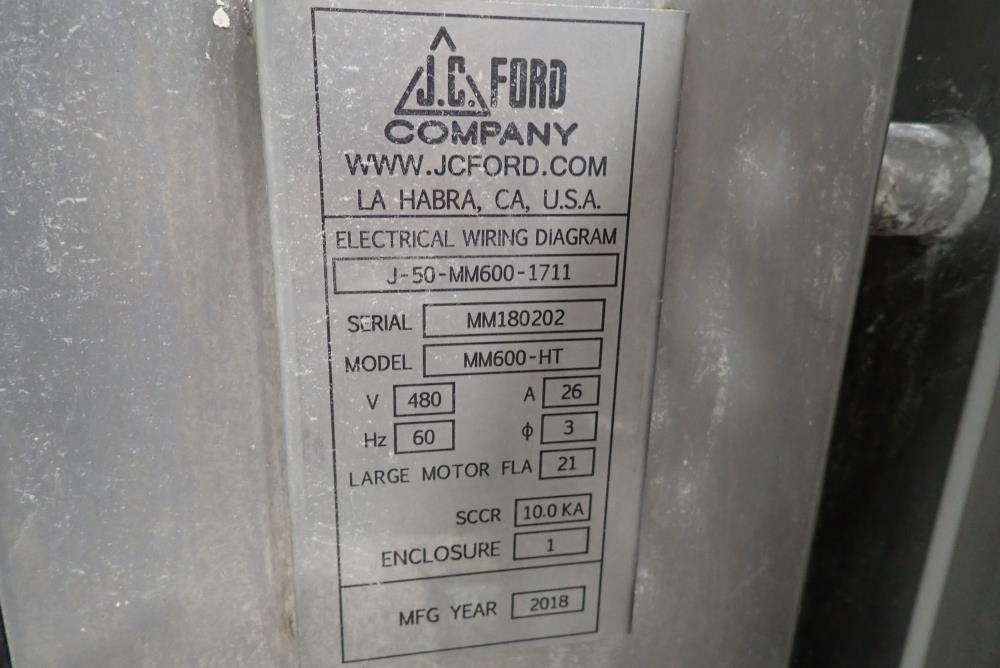 J.C. FORD
COMPANY
WWW.JCFORD.COM
LA HABRA, CA, U.S.A.
ELECTRICAL WIRING DIAGRAM
J-50-MM600-1711
SERIAL MM180202
MODEL MM600-HT
V 480 A 26
Hz 60 ϕ 3
LARGE MOTOR FLA 21
SCCR 10.0 KA
ENCLOSURE 1
MFG YEAR 2018